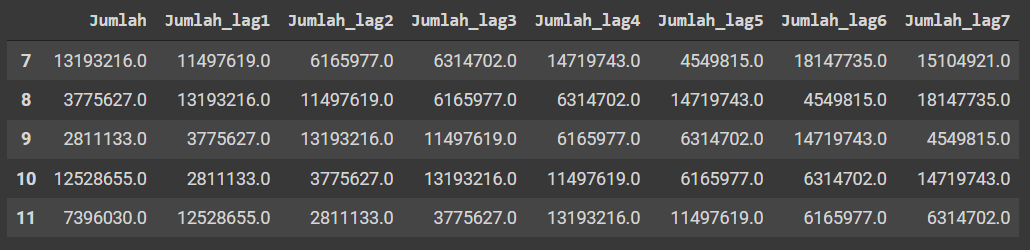 Jumlah Jumlah_lag1 Jumlah_lag2 Jumlah_lag3 Jumlah_lag4 Jumlah_lag5 Jumlah_lag6 Jumlah_lag7
7 13193216.0 11497619.0 6165977.0 6314702.0 14719743.0 4549815.0 18147735.0 15104921.0
8 3775627.0 13193216.0 11497619.0 6165977.0 6314702.0 14719743.0 4549815.0 18147735.0
9 2811133.0 3775627.0 13193216.0 11497619.0 6165977.0 6314702.0 14719743.0 4549815.0
10 12528655.0 2811133.0 3775627.0 13193216.0 11497619.0 6165977.0 6314702.0 14719743.0
11 7396030.0 12528655.0 2811133.0 3775627.0 13193216.0 11497619.0 6165977.0 6314702.0